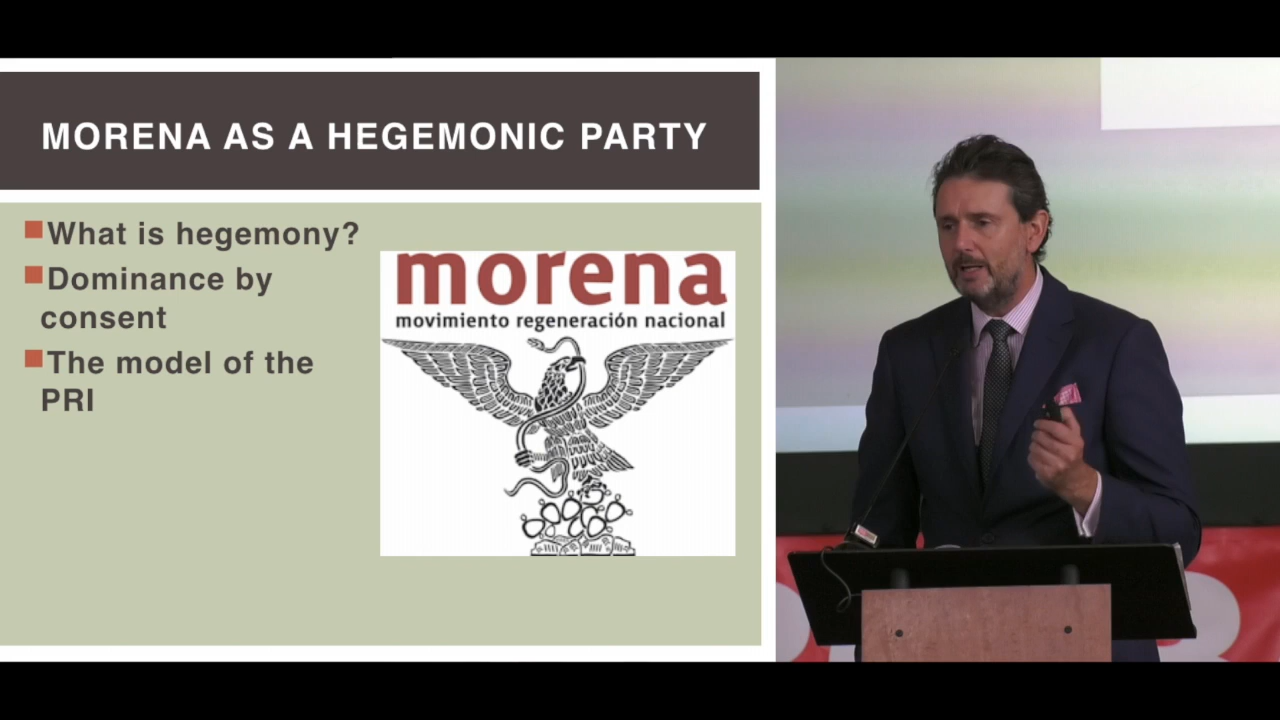 MORENA AS A HEGEMONIC PARTY
What is hegemony?
Dominance by
consent
The model of the
PRI
morena
movimiento regeneración nacional